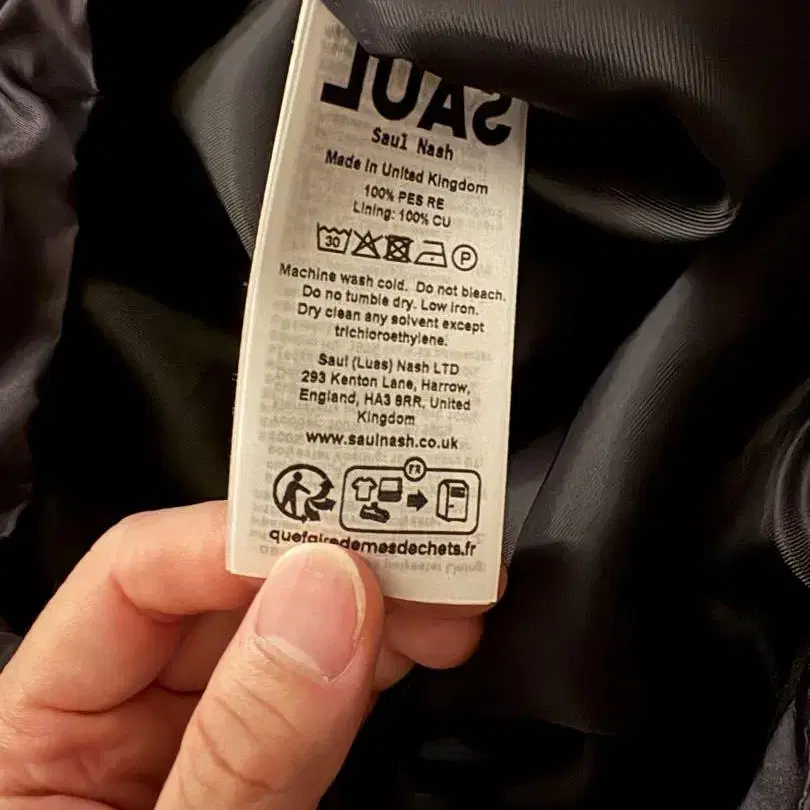 SAUL
Saul Nash
Made in United Kingdom
100% PES RE
Lining: 100% CU
30 P
Machine wash cold. Do not bleach.
Do no tumble dry. Low iron.
Dry clean any solvent except
trichloroethylene.
Saul (Luas) Nash LTD
293 Kenton Lane, Harrow,
England, HA3 8RR, United
Kingdom
www.saulnash.co.uk
FR
quefairedemesdechets.fr